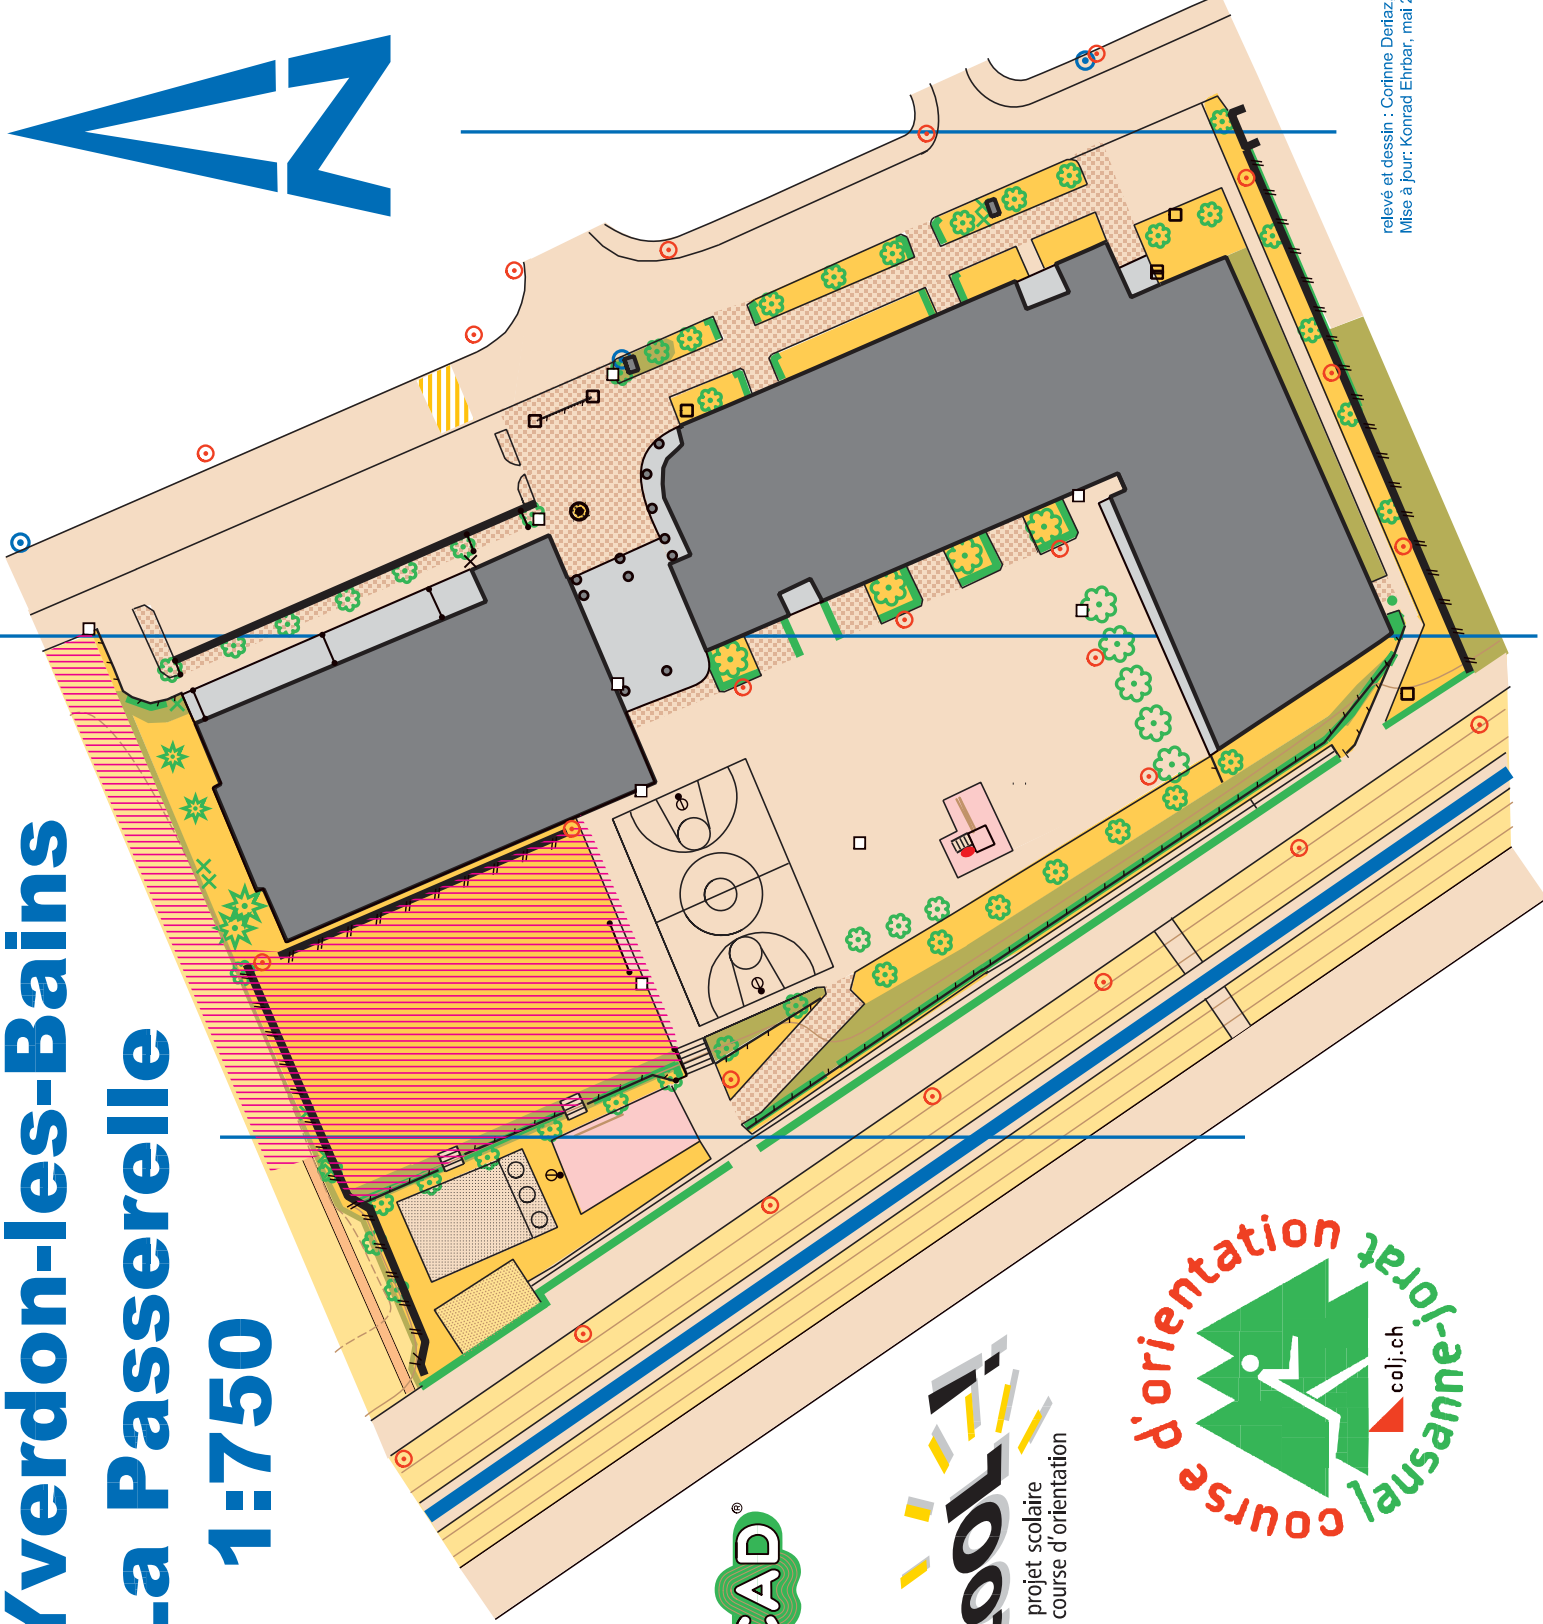 Yverdon-les-Bains
La Passerelle
1:750
relevé et dessin : Corinne Deriaz,
Mise à jour: Konrad Ehrbar, mai
projet scolaire
course d'orientation
course d'orientation
lausanne-jorat
colj.ch
®